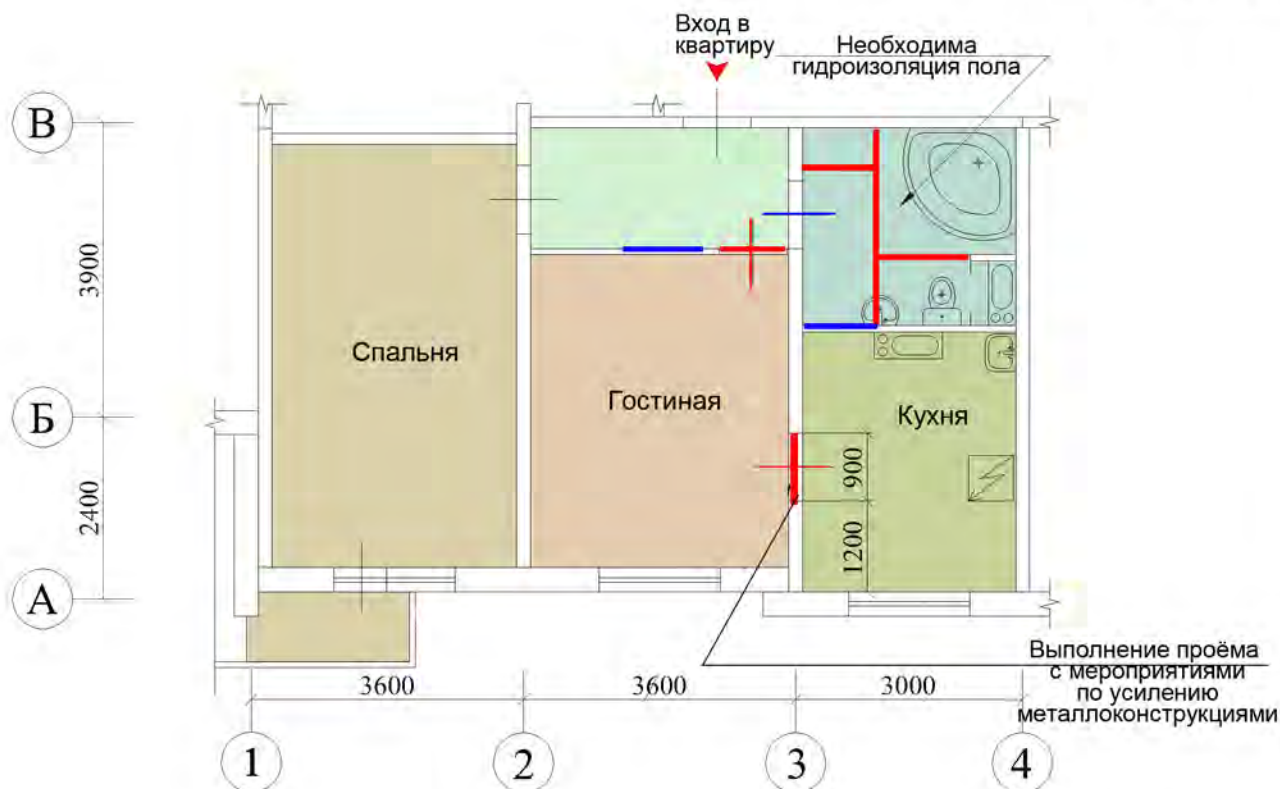 Вход в
квартиру
Необходима
гидроизоляция пола
В
3900
Спальня
Гостиная
Кухня
Б
900
2400
1200
А
Выполнение проёма
с мероприятиями
по усилению
металлоконструкциями
3600
3600
3000
1
2
3
4